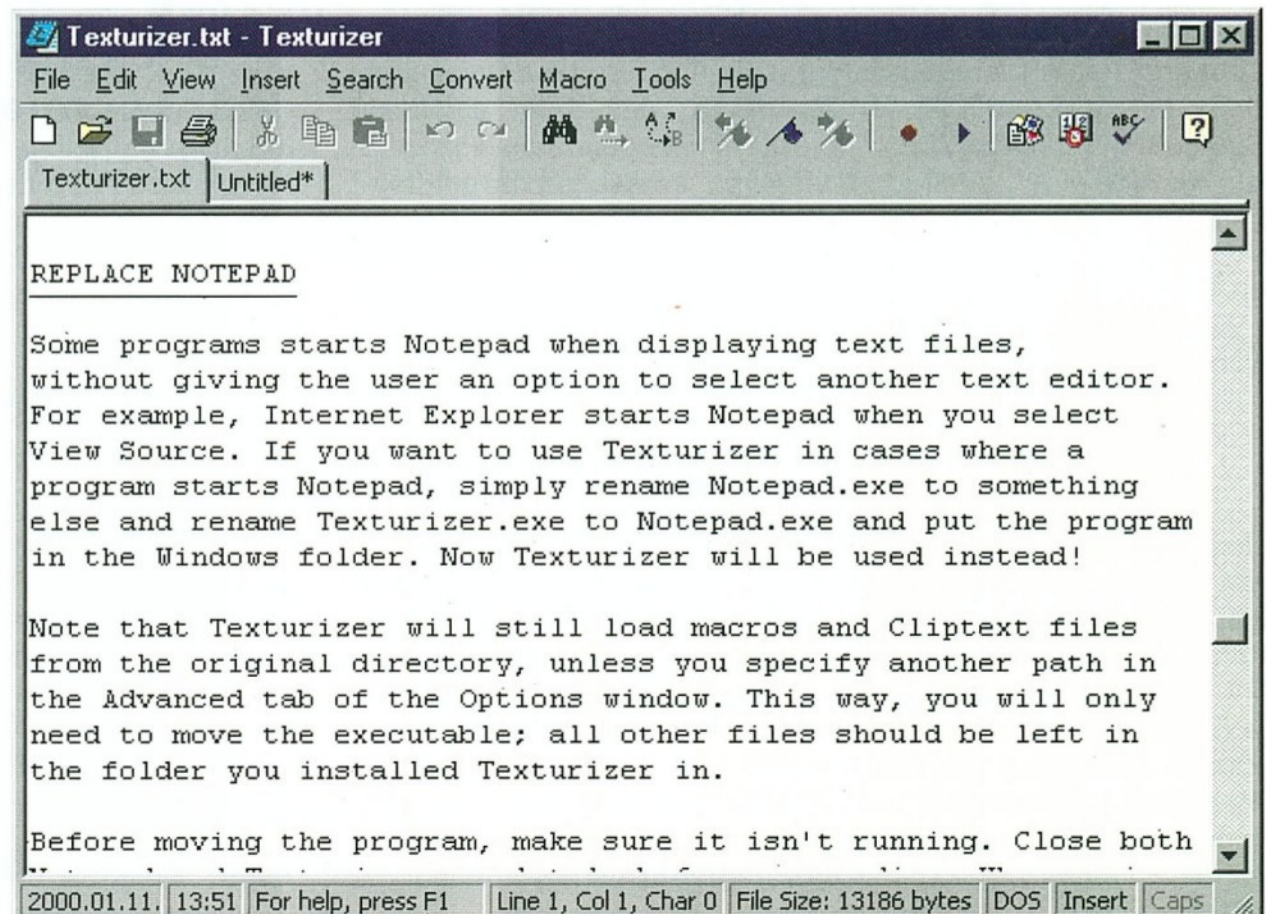 Texturizer.txt - Texturizer
File Edit View Insert Search Convert Macro Tools Help
Texturizer.txt Untitled*
REPLACE NOTEPAD
Some programs starts Notepad when displaying text files,
without giving the user an option to select another text editor.
For example, Internet Explorer starts Notepad when you select
View Source. If you want to use Texturizer in cases where a
program starts Notepad, simply rename Notepad.exe to something
else and rename Texturizer.exe to Notepad.exe and put the program
in the Windows folder. Now Texturizer will be used instead!
Note that Texturizer will still load macros and Cliptext files
from the original directory, unless you specify another path in
the Advanced tab of the Options window. This way, you will only
need to move the executable; all other files should be left in
the folder you installed Texturizer in.
Before moving the program, make sure it isn't running. Close both
2000.01.11. 13:51 For help, press F1 Line 1, Col 1, Char 0 File Size: 13186 bytes DOS Insert Caps